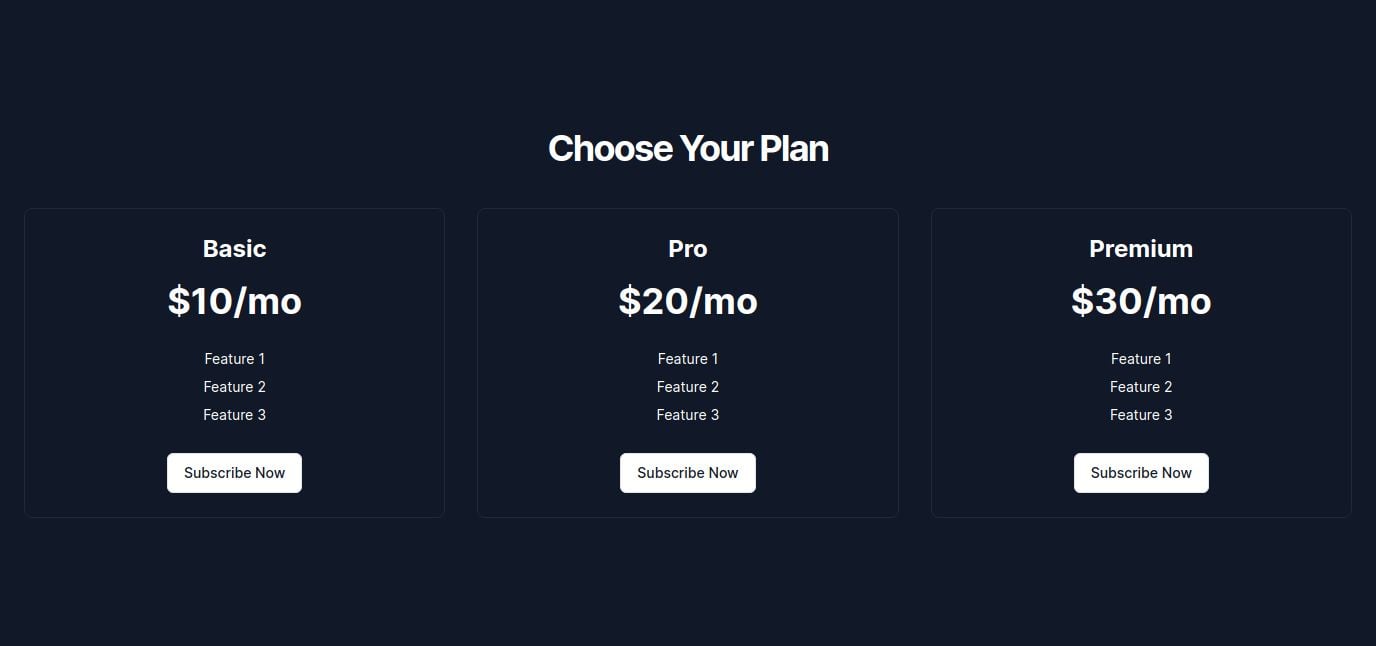 Choose Your Plan
Basic
$10/mo
Feature 1
Feature 2
Feature 3
Subscribe Now
Pro
$20/mo
Feature 1
Feature 2
Feature 3
Subscribe Now
Premium
$30/mo
Feature 1
Feature 2
Feature 3
Subscribe Now